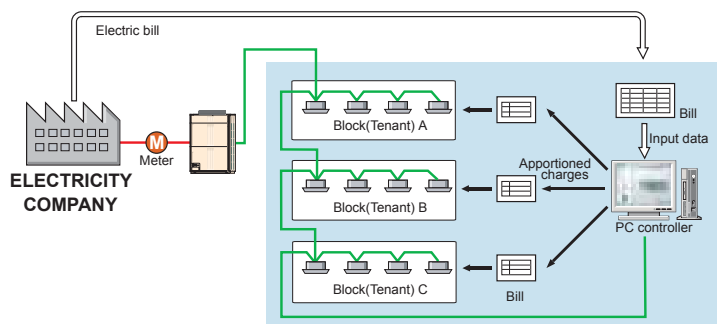 Electric bill
M
Meter
ELECTRICITY
COMPANY
Block(Tenant) A
Block(Tenant) B
Block(Tenant) C
Bill
Apportioned
charges
Bill
Input data
PC controller